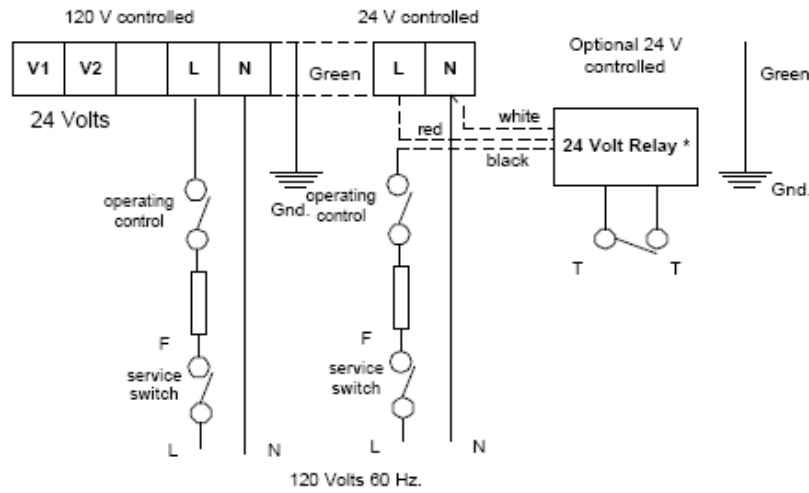 120 V controlled
24 V controlled
Optional 24 V
controlled
V1 V2 L N
Green
L N
Green
24 Volts
white
red
black
24 Volt Relay *
operating
control
Gnd.
operating
control
Gnd.
T T
F
F
service
switch
service
switch
L N
L N
120 Volts 60 Hz.